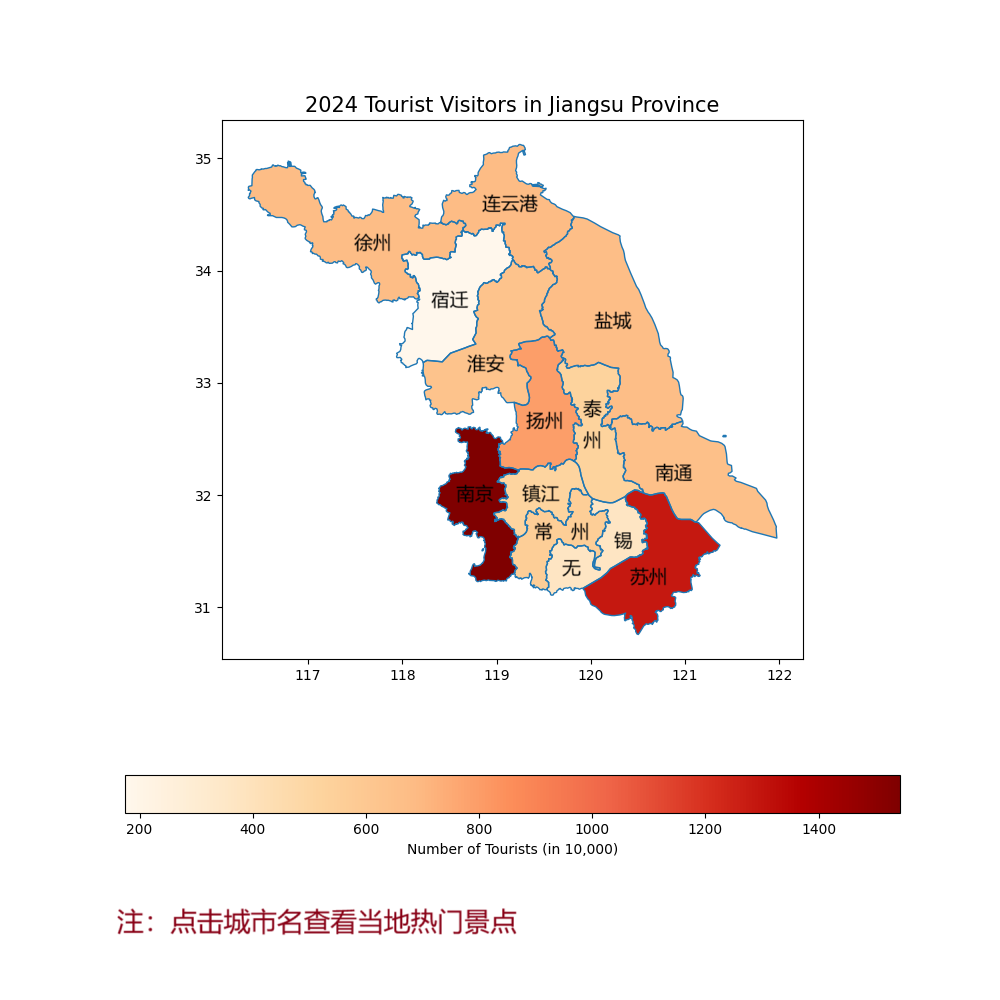 2024 Tourist Visitors in Jiangsu Province
35
34
33
32
31
连云港
徐州
宿迁
盐城
淮安
泰
州
扬州
南通
南京
镇江
常 州 锡
无
苏州
117 118 119 120 121 122
200 400 600 800 1000 1200 1400
Number of Tourists (in 10,000)
注：点击城市名查看当地热门景点